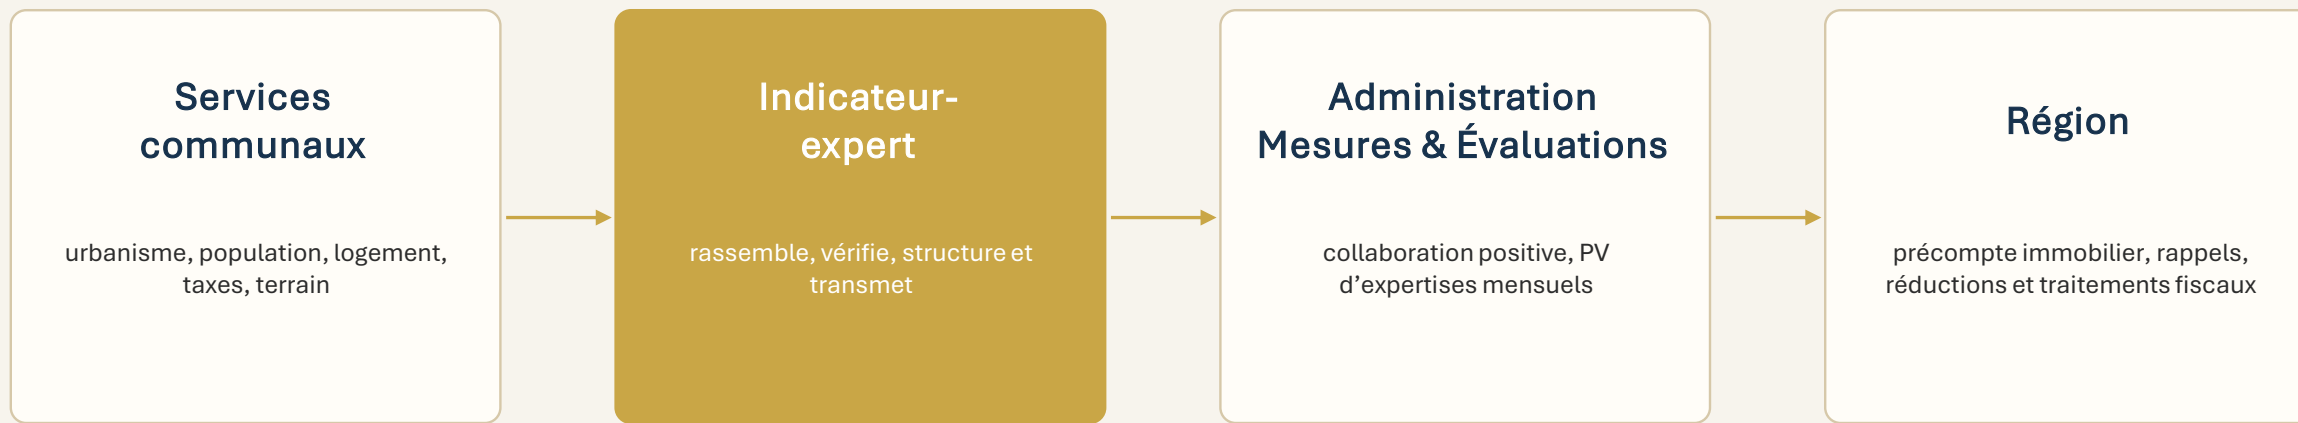 Services
communaux
urbanisme, population, logement,
taxes, terrain
Indicateur-
expert
rassemble, vérifie, structure et
transmet
Administration
Mesures & Évaluations
collaboration positive, PV
d’expertises mensuels
Région
précompte immobilier, rappels,
réductions et traitements fiscaux